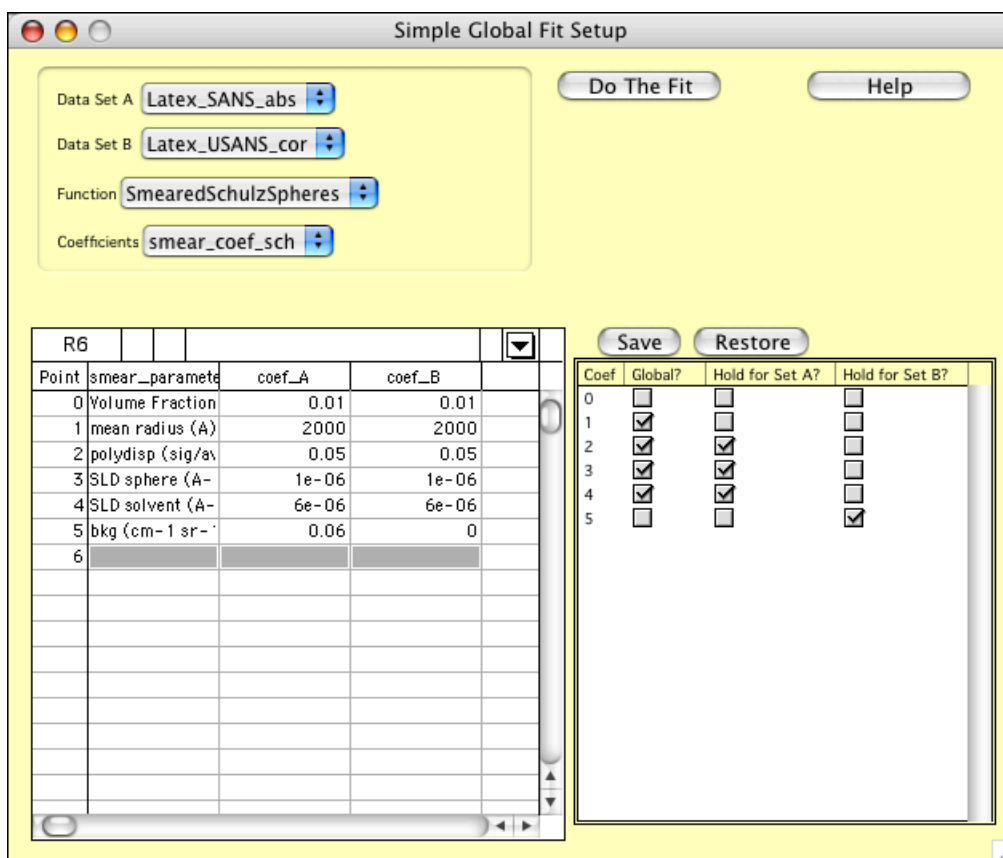 Simple Global Fit Setup
Data Set A Latex_SANS_abs
Do The Fit
Help
Data Set B Latex_USANS_cor
Function SmearedSchulzSpheres
Coefficients smear_coef_sch
R6
Save Restore
Point smear_paramete coef_A coef_B
0 Volume Fraction 0.01 0.01
1 mean radius (A) 2000 2000
2 polydisp (sig/av 0.05 0.05
3 SLD sphere (A- 1e-06 1e-06
4 SLD solvent (A- 6e-06 6e-06
5 bkg (cm-1 sr- 0.06 0
6
Coef Global? Hold for Set A? Hold for Set B?
0
1
2
3
4
5